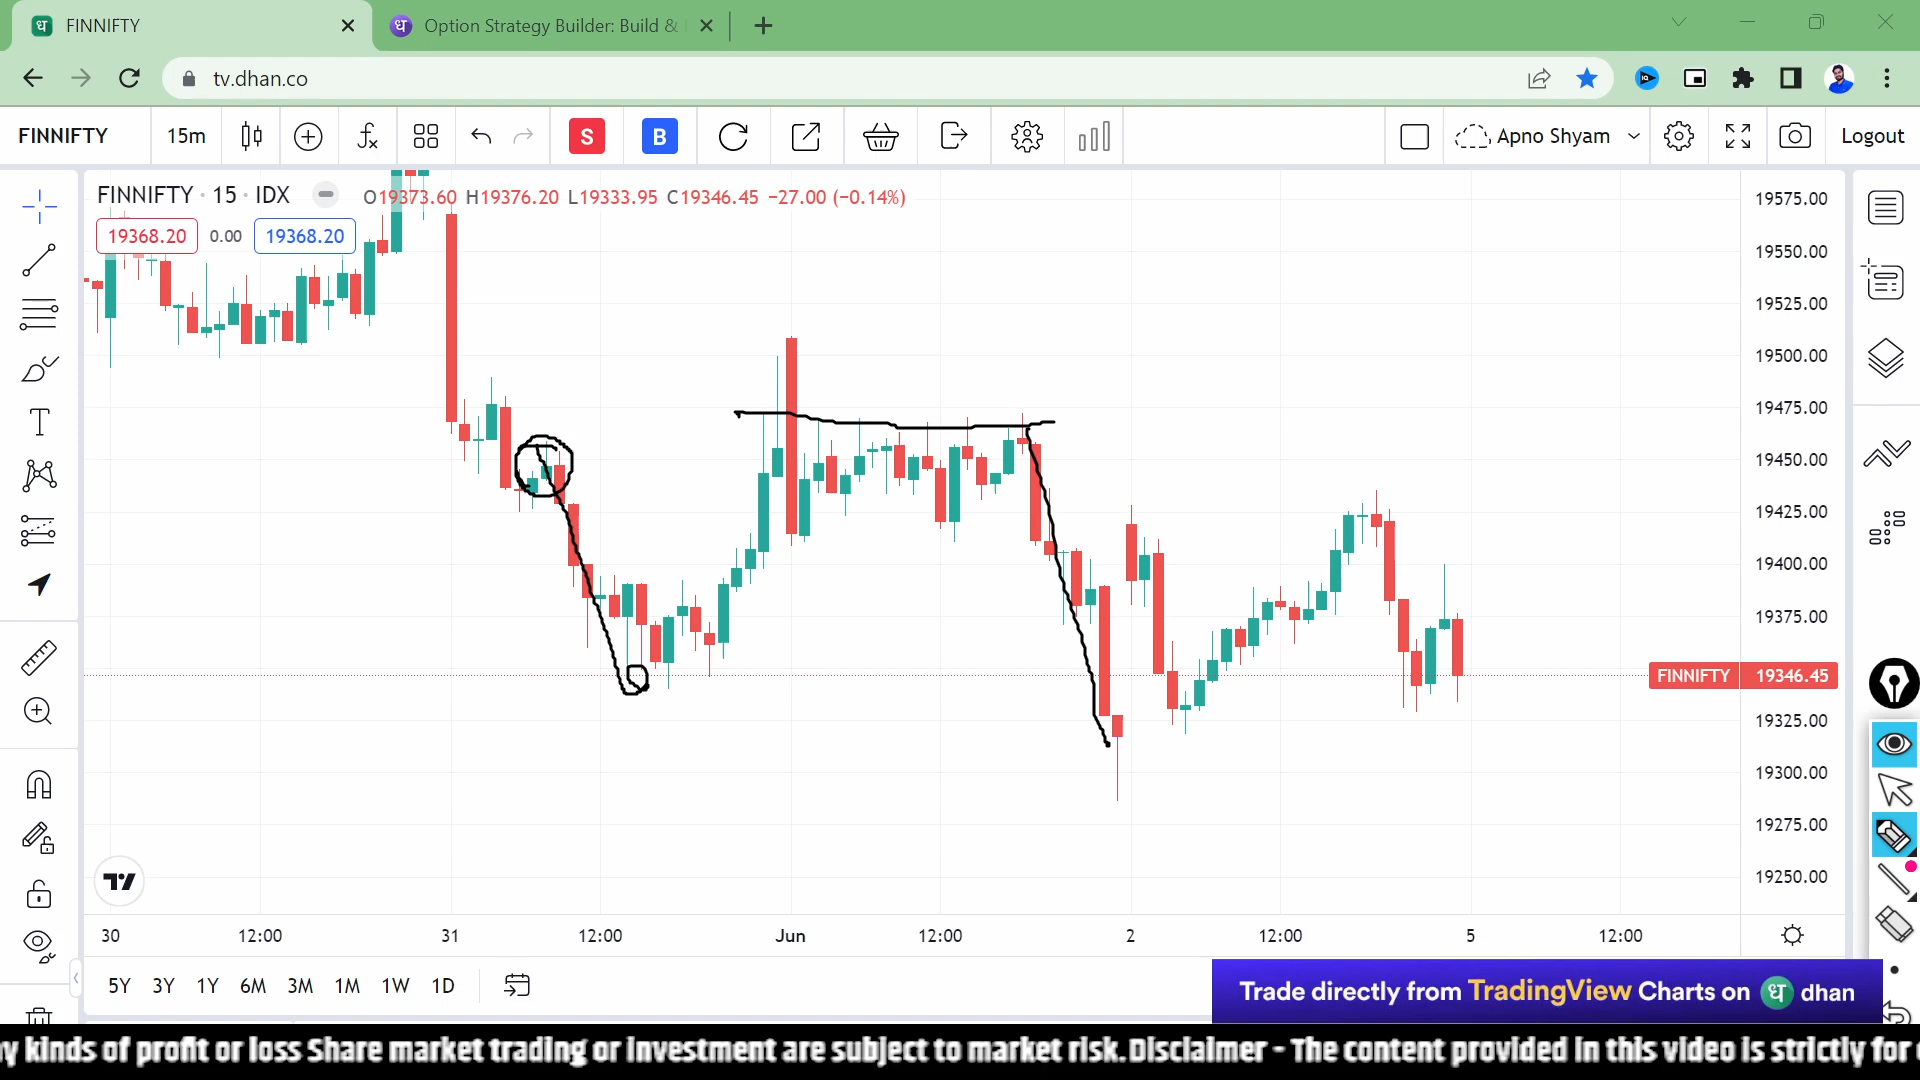 ध FINNIFTY
ध Option Strategy Builder: Build &
tv.dhan.co
FINNIFTY 15m S B Apno Shyam Logout
FINNIFTY · 15 · IDX O19373.60 H19376.20 L19333.95 C19346.45 −27.00 (−0.14%)
19368.20 0.00 19368.20
19575.00
19550.00
19525.00
19500.00
19475.00
19450.00
19425.00
19400.00
19375.00
FINNIFTY 19346.45
19325.00
19300.00
19275.00
19250.00
30 12:00 31 12:00 Jun 12:00 2 12:00 5 12:00
5Y 3Y 1Y 6M 3M 1M 1W 1D
Trade directly from TradingView Charts on ध dhan
y kinds of profit or loss Share market trading or investment are subject to market risk. Disclaimer - The content provided in this video is strictly for